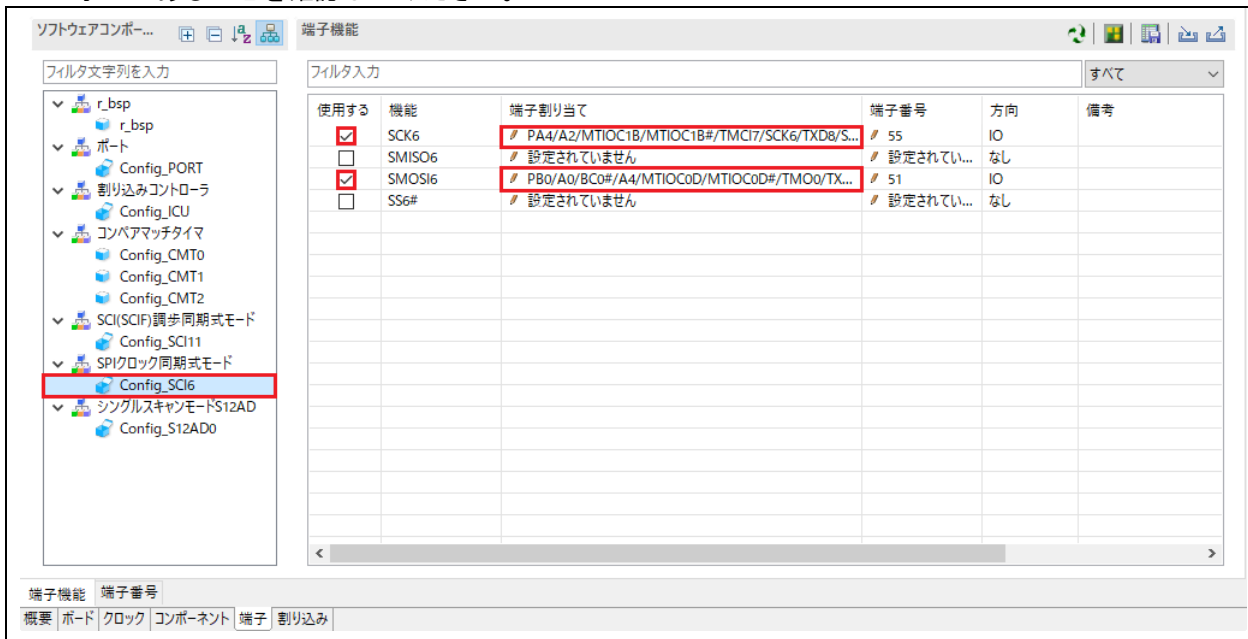 ソフトウェアコンポー...
端子機能
フィルタ文字列を入力
フィルタ入力
すべて
r_bsp
r_bsp
ポート
Config_PORT
割り込みコントローラ
Config_ICU
コンペアマッチタイマ
Config_CMT0
Config_CMT1
Config_CMT2
SCI(SCIF)調歩同期式モード
Config_SCI11
SPIクロック同期式モード
Config_SCI6
シングルスキャンモードS12AD
Config_S12AD0
使用する 機能 端子割り当て 端子番号 方向 備考
SCK6 PA4/A2/MTIOC1B/MTIOC1B#/TMCI7/SCK6/TXD8/S... 55 IO
SMISO6 設定されていません 設定されてい... なし
SMOSI6 PB0/A0/BC0#/A4/MTIOC0D/MTIOC0D#/TMO0/TX... 51 IO
SS6# 設定されていません 設定されてい... なし
端子機能 端子番号
概要 ボード クロック コンポーネント 端子 割り込み